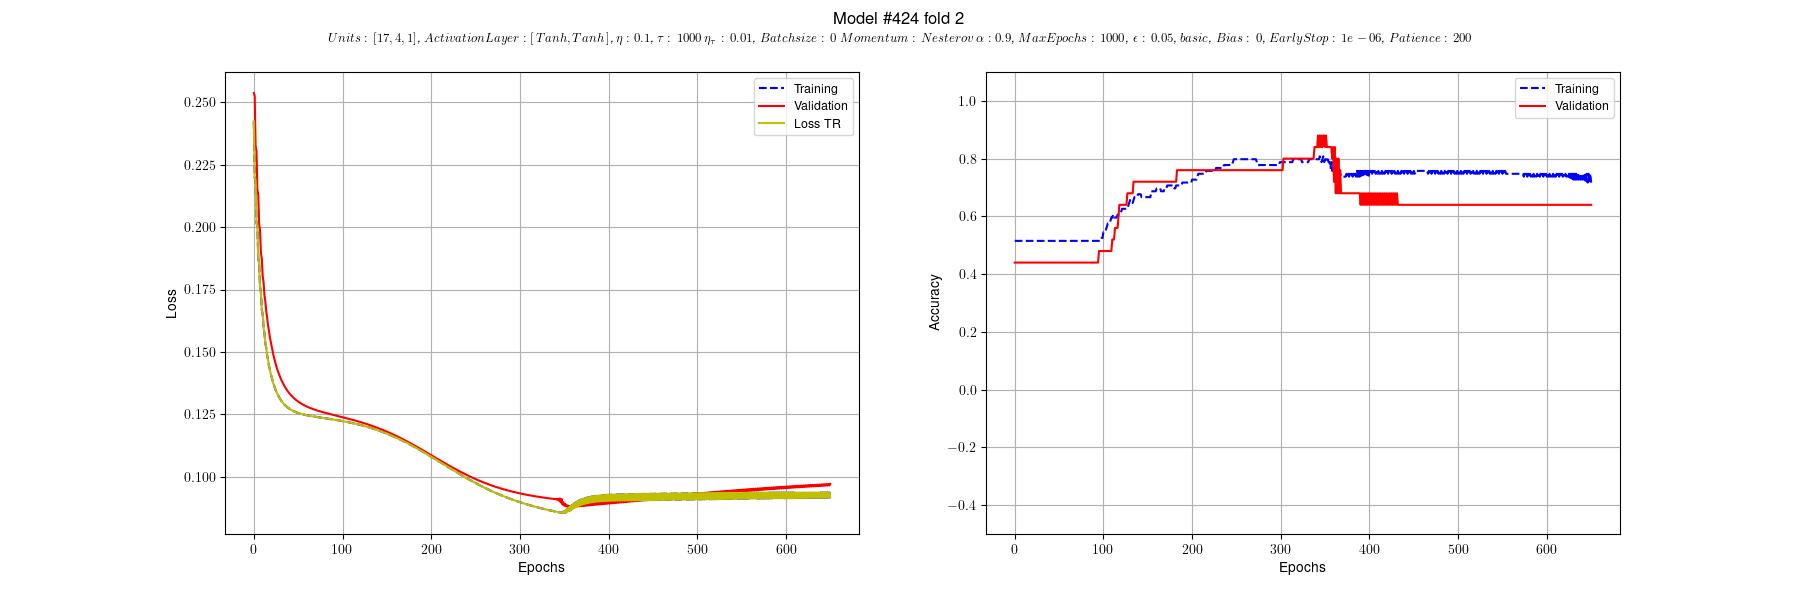 Model #424 fold 2
Units : [17, 4, 1], ActivationLayer : [Tanh, Tanh], η : 0.1, τ : 1000 η_τ : 0.01, Batchsize : 0 Momentum : Nesterov α : 0.9, MaxEpochs : 1000, ϵ : 0.05, basic, Bias : 0, EarlyStop : 1e − 06, Patience : 200
0.250
0.225
0.200
0.175
0.150
0.125
0.100
Loss
0 100 200 300 400 500 600
Epochs
Training
Validation
Loss TR
1.0
0.8
0.6
0.4
0.2
0.0
−0.2
−0.4
Accuracy
0 100 200 300 400 500 600
Epochs
Training
Validation